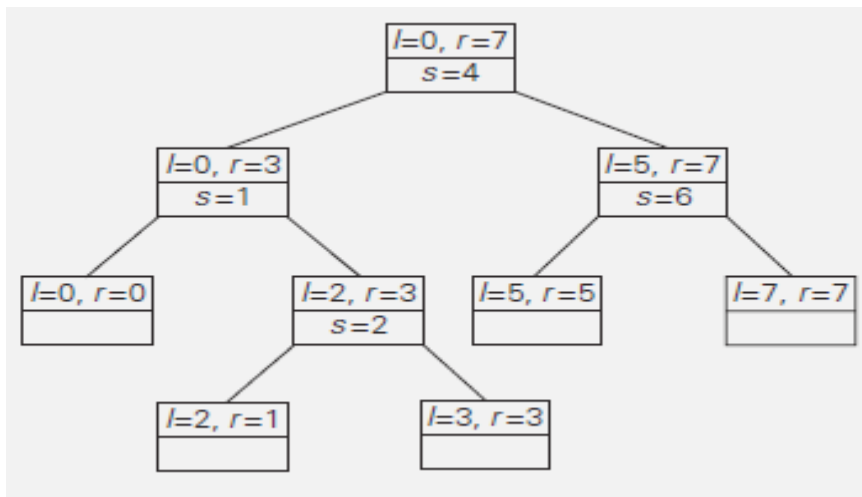 l=0, r=7
s=4
l=0, r=3
s=1
l=5, r=7
s=6
l=0, r=0
l=2, r=3
s=2
l=5, r=5
l=7, r=7
l=2, r=1
l=3, r=3